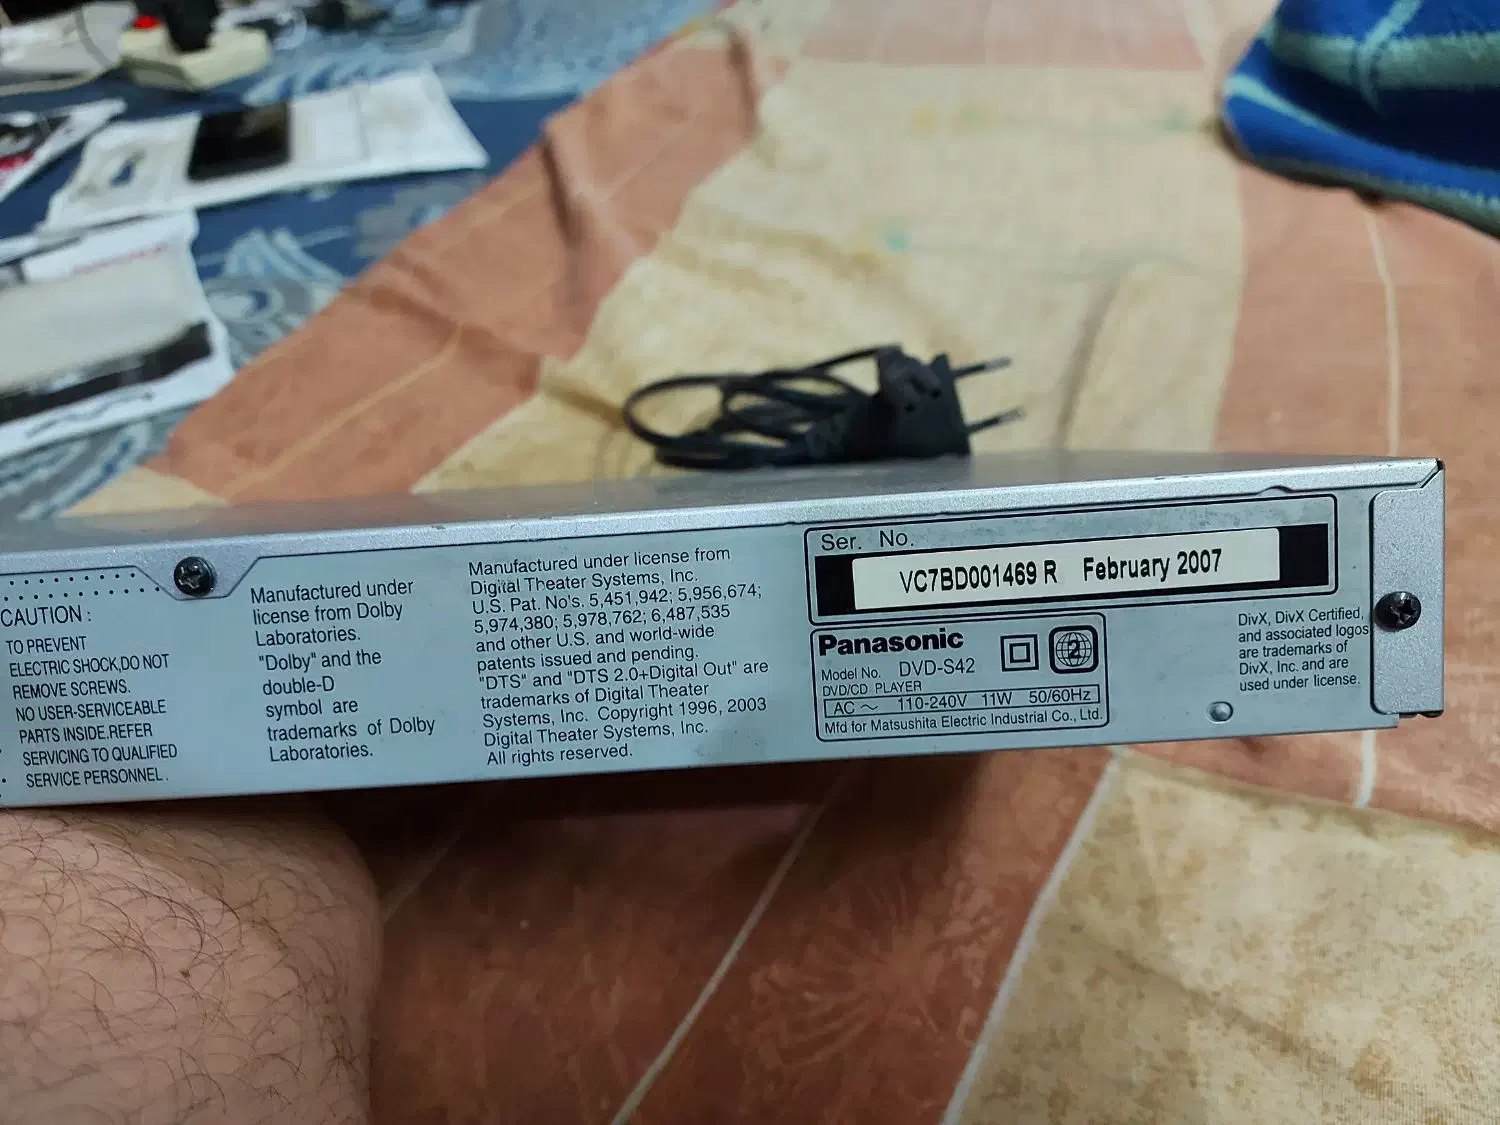 CAUTION :
TO PREVENT
ELECTRIC SHOCK,DO NOT
REMOVE SCREWS.
NO USER-SERVICEABLE
PARTS INSIDE.REFER
SERVICING TO QUALIFIED
SERVICE PERSONNEL.
Manufactured under
license from Dolby
Laboratories.
"Dolby" and the
double-D
symbol are
trademarks of Dolby
Laboratories.
Manufactured under license from
Digital Theater Systems, Inc.
U.S. Pat. No's. 5,451,942; 5,956,674;
5,974,380; 5,978,762; 6,487,535
and other U.S. and world-wide
patents issued and pending.
"DTS" and "DTS 2.0+Digital Out" are
trademarks of Digital Theater
Systems, Inc. Copyright 1996, 2003
Digital Theater Systems, Inc.
All rights reserved.
Ser. No.
VC7BD001469 R February 2007
Panasonic
Model No. DVD-S42
2
DVD/CD PLAYER
AC ~ 110-240V 11W 50/60Hz
Mfd for Matsushita Electric Industrial Co., Ltd.
DivX, DivX Certified,
and associated logos
are trademarks of
DivX, Inc. and are
used under license.